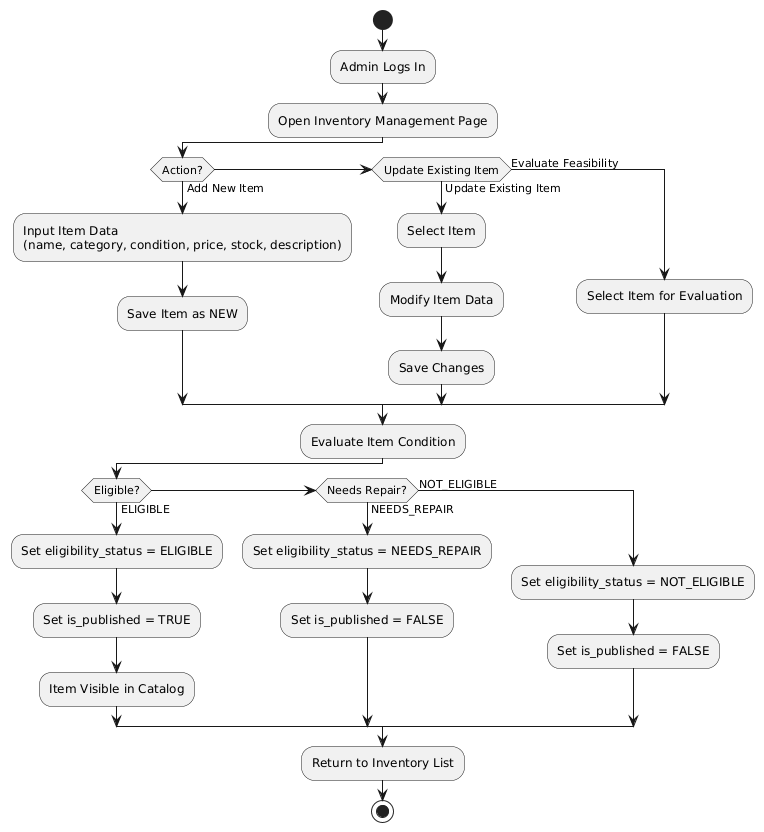 Admin Logs In
Open Inventory Management Page
Action?
Add New Item
Update Existing Item
Update Existing Item
Evaluate Feasibility
Input Item Data
(name, category, condition, price, stock, description)
Save Item as NEW
Select Item
Modify Item Data
Save Changes
Select Item for Evaluation
Evaluate Item Condition
Eligible?
ELIGIBLE
Needs Repair?
NEEDS_REPAIR
NOT_ELIGIBLE
Set eligibility_status = ELIGIBLE
Set is_published = TRUE
Item Visible in Catalog
Set eligibility_status = NEEDS_REPAIR
Set is_published = FALSE
Set eligibility_status = NOT_ELIGIBLE
Set is_published = FALSE
Return to Inventory List